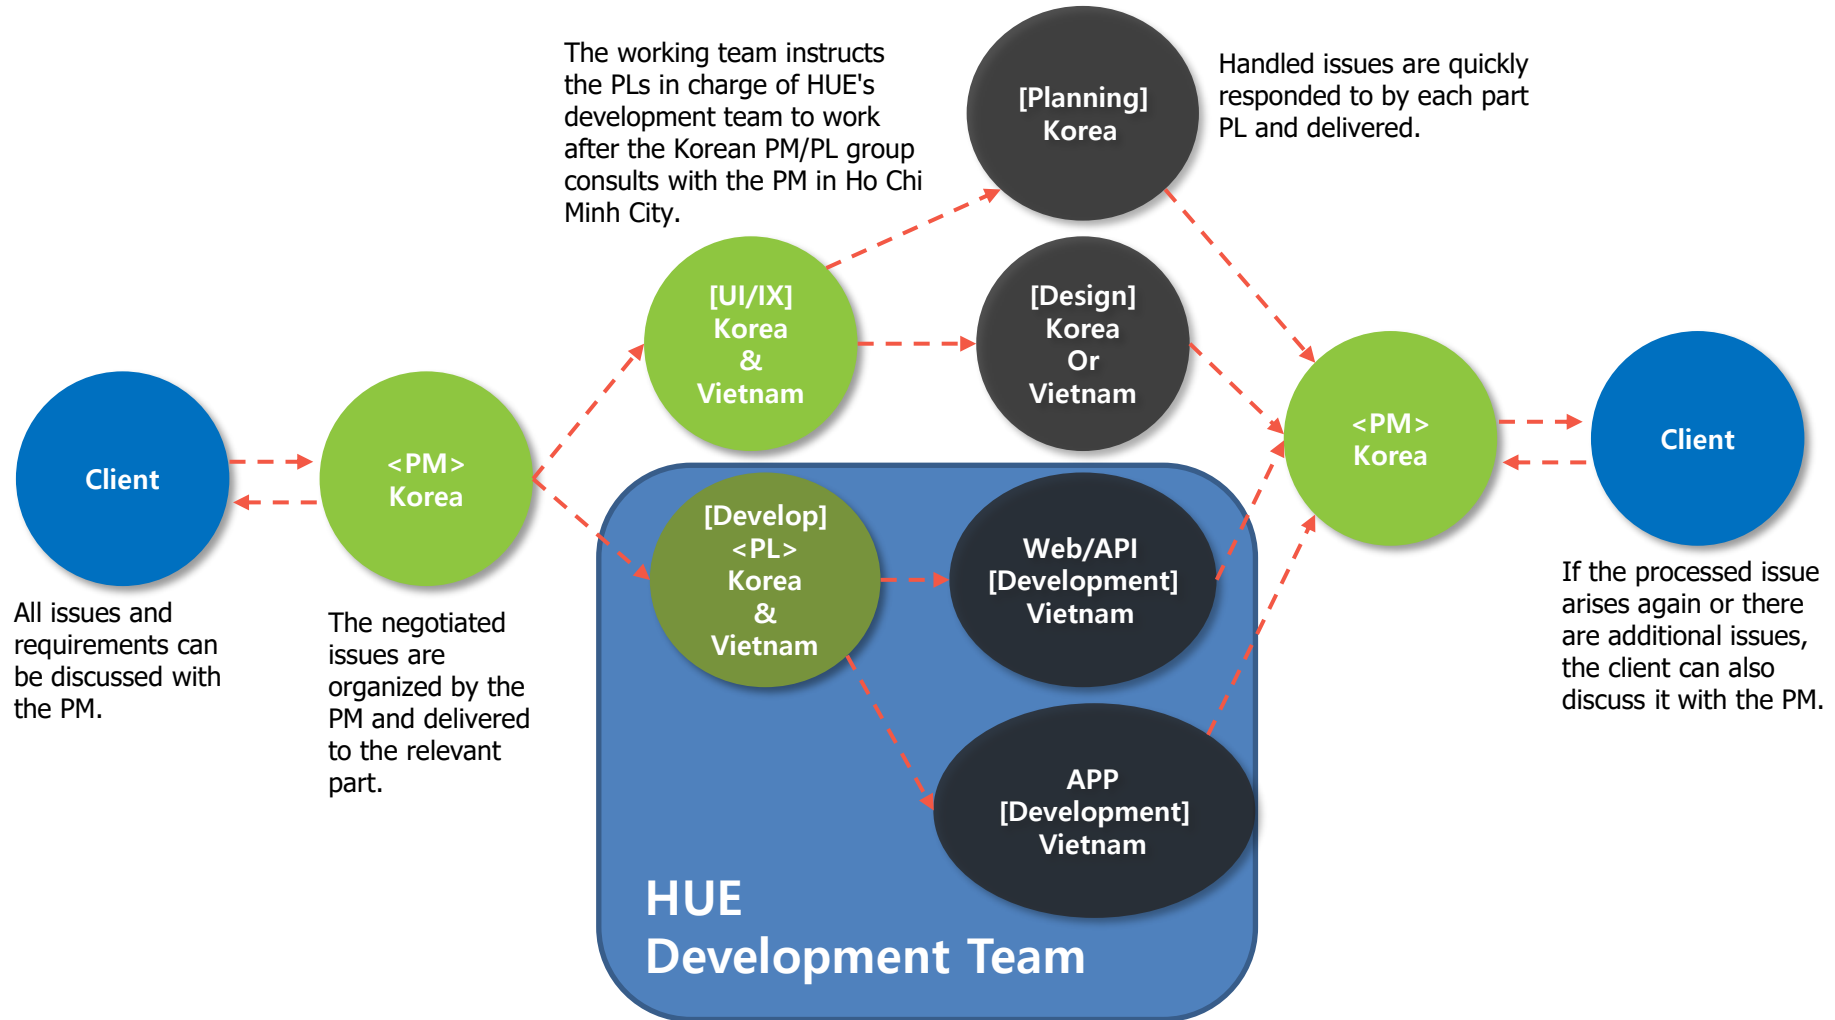 The working team instructs
the PLs in charge of HUE's
development team to work
after the Korean PM/PL group
consults with the PM in Ho Chi
Minh City.
[Planning]
Korea
Handled issues are quickly
responded to by each part
PL and delivered.
[UI/IX]
Korea
&
Vietnam
[Design]
Korea
Or
Vietnam
Client
<PM>
Korea
<PM>
Korea
Client
[Develop]
<PL>
Korea
&
Vietnam
Web/API
[Development]
Vietnam
All issues and
requirements can
be discussed with
the PM.
The negotiated
issues are
organized by the
PM and delivered
to the relevant
part.
If the processed issue
arises again or there
are additional issues,
the client can also
discuss it with the PM.
APP
[Development]
Vietnam
HUE
Development Team